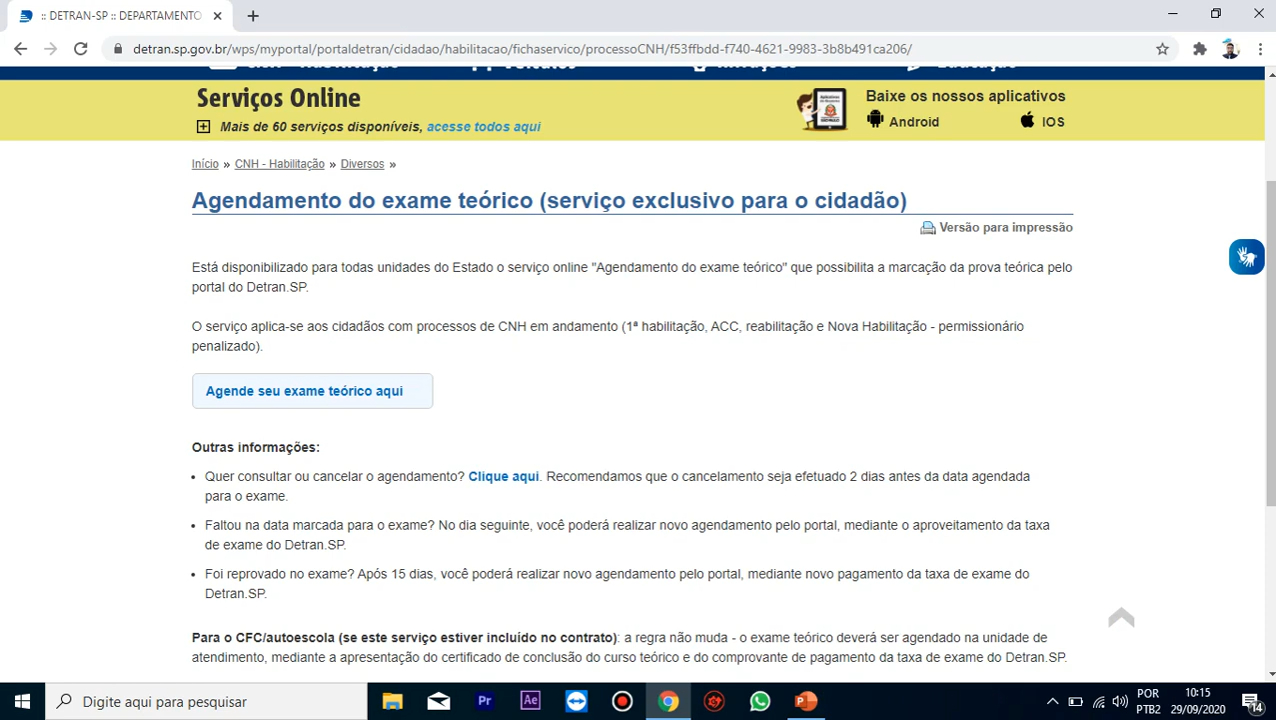 :: DETRAN-SP :: DEPARTAMENTO
detran.sp.gov.br/wps/myportal/portaldetran/cidadao/habilitacao/fichaservico/processoCNH/f53ffbdd-f740-4621-9983-3b8b491ca206/
Serviços Online
Mais de 60 serviços disponíveis, acesse todos aqui
Baixe os nossos aplicativos
Android
IOS
Início » CNH - Habilitação » Diversos »
Agendamento do exame teórico (serviço exclusivo para o cidadão)
Versão para impressão
Está disponibilizado para todas unidades do Estado o serviço online "Agendamento do exame teórico" que possibilita a marcação da prova teórica pelo
portal do Detran.SP.
O serviço aplica-se aos cidadãos com processos de CNH em andamento (1ª habilitação, ACC, reabilitação e Nova Habilitação - permissionário
penalizado).
Agende seu exame teórico aqui
Outras informações:
• Quer consultar ou cancelar o agendamento? Clique aqui. Recomendamos que o cancelamento seja efetuado 2 dias antes da data agendada
para o exame.
• Faltou na data marcada para o exame? No dia seguinte, você poderá realizar novo agendamento pelo portal, mediante o aproveitamento da taxa
de exame do Detran.SP.
• Foi reprovado no exame? Após 15 dias, você poderá realizar novo agendamento pelo portal, mediante novo pagamento da taxa de exame do
Detran.SP.
Para o CFC/autoescola (se este serviço estiver incluído no contrato): a regra não muda - o exame teórico deverá ser agendado na unidade de
atendimento, mediante a apresentação do certificado de conclusão do curso teórico e do comprovante de pagamento da taxa de exame do Detran.SP.
Digite aqui para pesquisar
Pr
Ae
POR
PTB2
10:15
29/09/2020
14